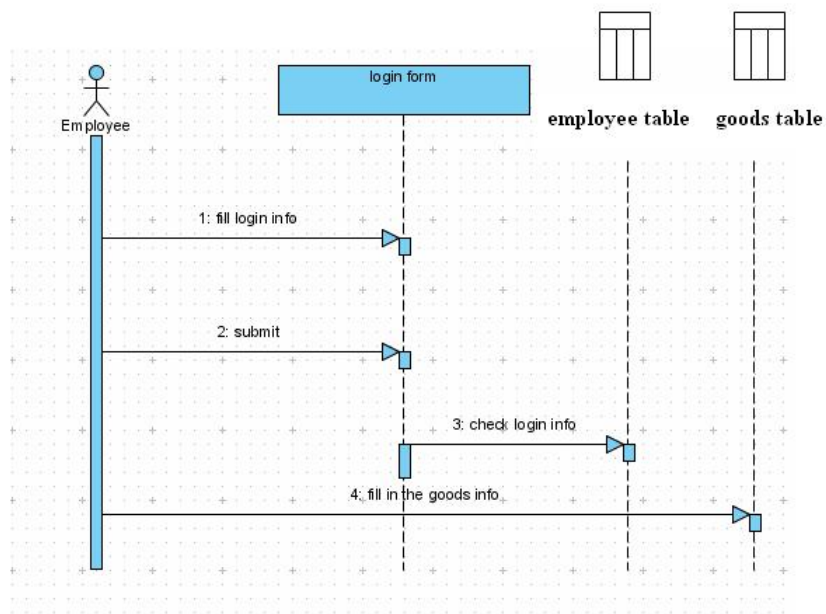 login form
Employee
employee table
goods table
1: fill login info
2: submit
3: check login info
4: fill in the goods info